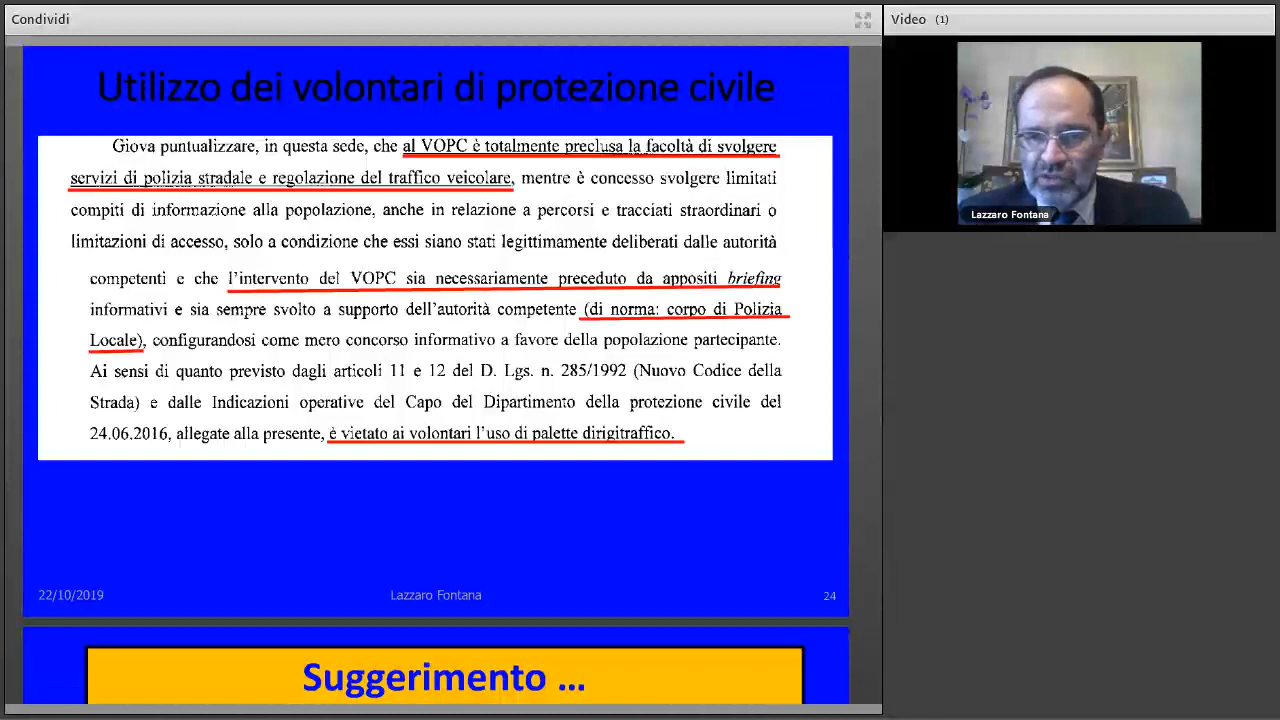 Condividi
Video (1)
Utilizzo dei volontari di protezione civile
Giova puntualizzare, in questa sede, che al VOPC è totalmente preclusa la facoltà di svolgere
servizi di polizia stradale e regolazione del traffico veicolare, mentre è concesso svolgere limitati
compiti di informazione alla popolazione, anche in relazione a percorsi e tracciati straordinari o
limitazioni di accesso, solo a condizione che essi siano stati legittimamente deliberati dalle autorità
competenti e che l'intervento del VOPC sia necessariamente preceduto da appositi briefing
informativi e sia sempre svolto a supporto dell'autorità competente (di norma: corpo di Polizia
Locale), configurandosi come mero concorso informativo a favore della popolazione partecipante.
Ai sensi di quanto previsto dagli articoli 11 e 12 del D. Lgs. n. 285/1992 (Nuovo Codice della
Strada) e dalle Indicazioni operative del Capo del Dipartimento della protezione civile del
24.06.2016, allegate alla presente, è vietato ai volontari l'uso di palette dirigitraffico.
22/10/2019
Lazzaro Fontana
24
Suggerimento ...
Lazzaro Fontana